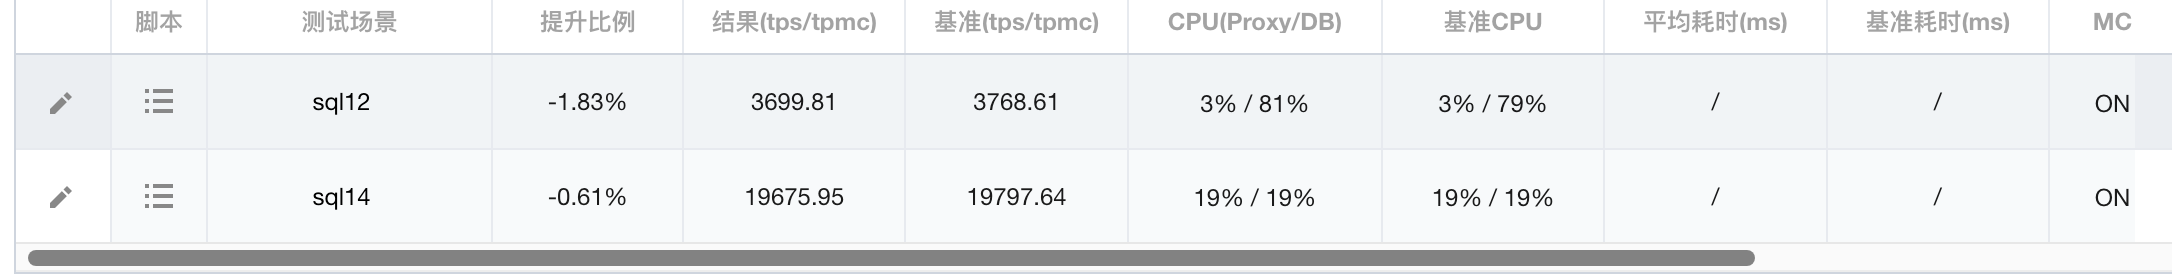 脚本 测试场景 提升比例 结果(tps/tpmc) 基准(tps/tpmc) CPU(Proxy/DB) 基准CPU 平均耗时(ms) 基准耗时(ms) MC
sql12 -1.83% 3699.81 3768.61 3% / 81% 3% / 79% / / ON
sql14 -0.61% 19675.95 19797.64 19% / 19% 19% / 19% / / ON